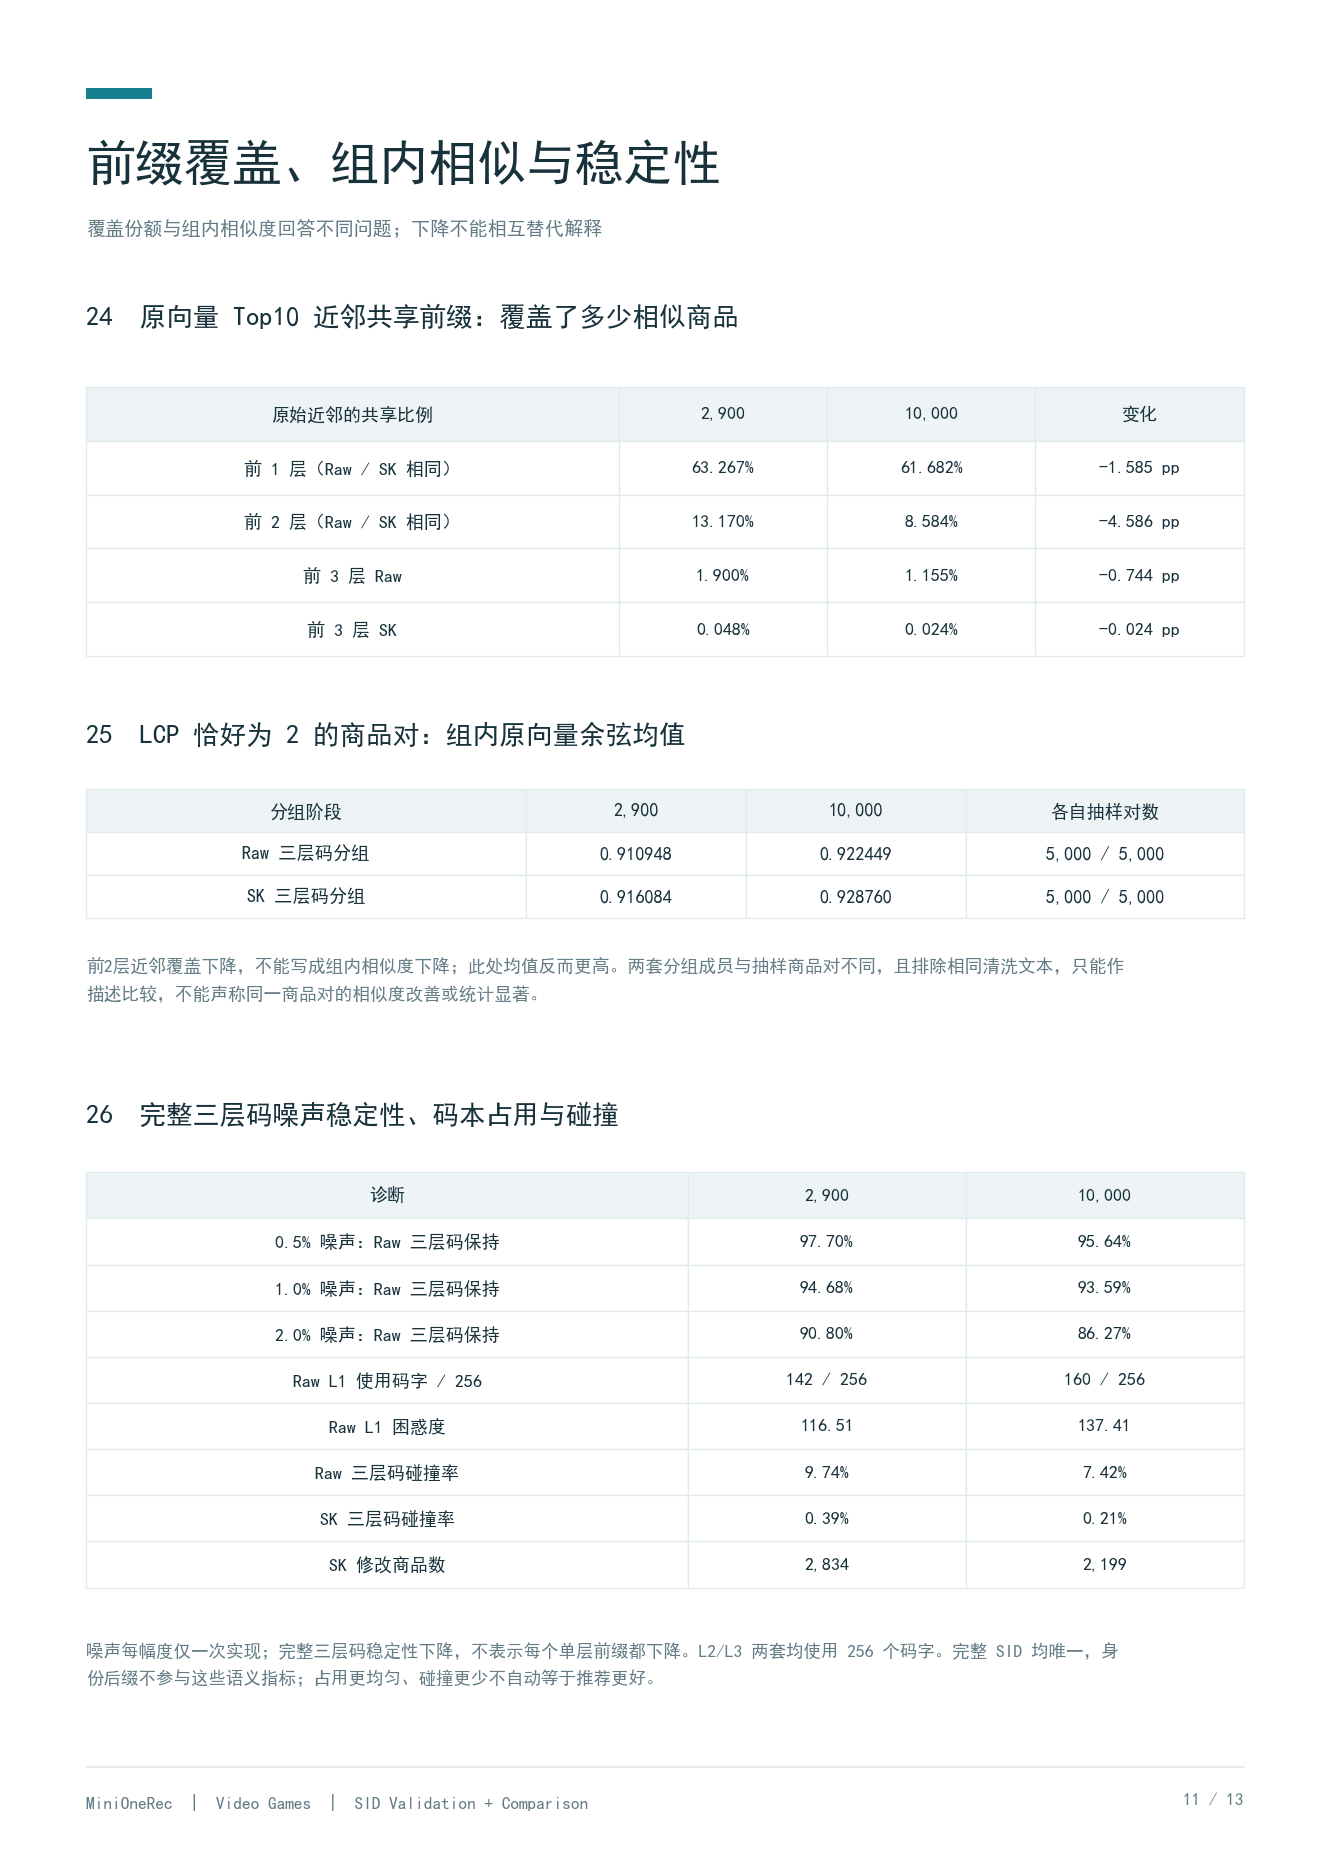 前缀覆盖、组内相似与稳定性
覆盖份额与组内相似度回答不同问题；下降不能相互替代解释
24 原向量 Top10 近邻共享前缀：覆盖了多少相似商品
原始近邻的共享比例 2,900 10,000 变化
前 1 层（Raw / SK 相同） 63.267% 61.682% −1.585 pp
前 2 层（Raw / SK 相同） 13.170% 8.584% −4.586 pp
前 3 层 Raw 1.900% 1.155% −0.744 pp
前 3 层 SK 0.048% 0.024% −0.024 pp
25 LCP 恰好为 2 的商品对：组内原向量余弦均值
分组阶段 2,900 10,000 各自抽样对数
Raw 三层码分组 0.910948 0.922449 5,000 / 5,000
SK 三层码分组 0.916084 0.928760 5,000 / 5,000
前2层近邻覆盖下降，不能写成组内相似度下降；此处均值反而更高。两套分组成员与抽样商品对不同，且排除相同清洗文本，只能作
描述比较，不能声称同一商品对的相似度改善或统计显著。
26 完整三层码噪声稳定性、码本占用与碰撞
诊断 2,900 10,000
0.5% 噪声：Raw 三层码保持 97.70% 95.64%
1.0% 噪声：Raw 三层码保持 94.68% 93.59%
2.0% 噪声：Raw 三层码保持 90.80% 86.27%
Raw L1 使用码字 / 256 142 / 256 160 / 256
Raw L1 困惑度 116.51 137.41
Raw 三层码碰撞率 9.74% 7.42%
SK 三层码碰撞率 0.39% 0.21%
SK 修改商品数 2,834 2,199
噪声每幅度仅一次实现；完整三层码稳定性下降，不表示每个单层前缀都下降。L2/L3 两套均使用 256 个码字。完整 SID 均唯一，身
份后缀不参与这些语义指标；占用更均匀、碰撞更少不自动等于推荐更好。
MiniOneRec | Video Games | SID Validation + Comparison
11 / 13